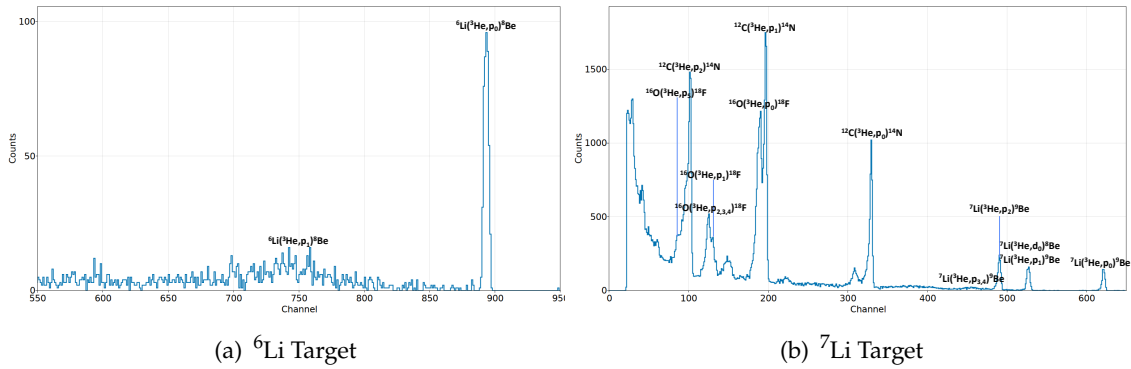 100
50
0
Counts
⁶Li(³He,p₀)⁸Be
⁶Li(³He,p₁)⁸Be
550 600 650 700 750 800 850 900 950
Channel
(a) ⁶Li Target
1500
1000
500
0
Counts
¹²C(³He,p₁)¹⁴N
¹²C(³He,p₂)¹⁴N
¹⁶O(³He,p₅)¹⁸F
¹⁶O(³He,p₀)¹⁸F
¹²C(³He,p₀)¹⁴N
¹⁶O(³He,p₁)¹⁸F
¹⁶O(³He,p₂,₃,₄)¹⁸F
⁷Li(³He,p₂)⁹Be
⁷Li(³He,d₀)⁸Be
⁷Li(³He,p₁)⁹Be
⁷Li(³He,p₀)⁹Be
⁷Li(³He,p₃,₄)⁹Be
0 100 200 300 400 500 600
Channel
(b) ⁷Li Target